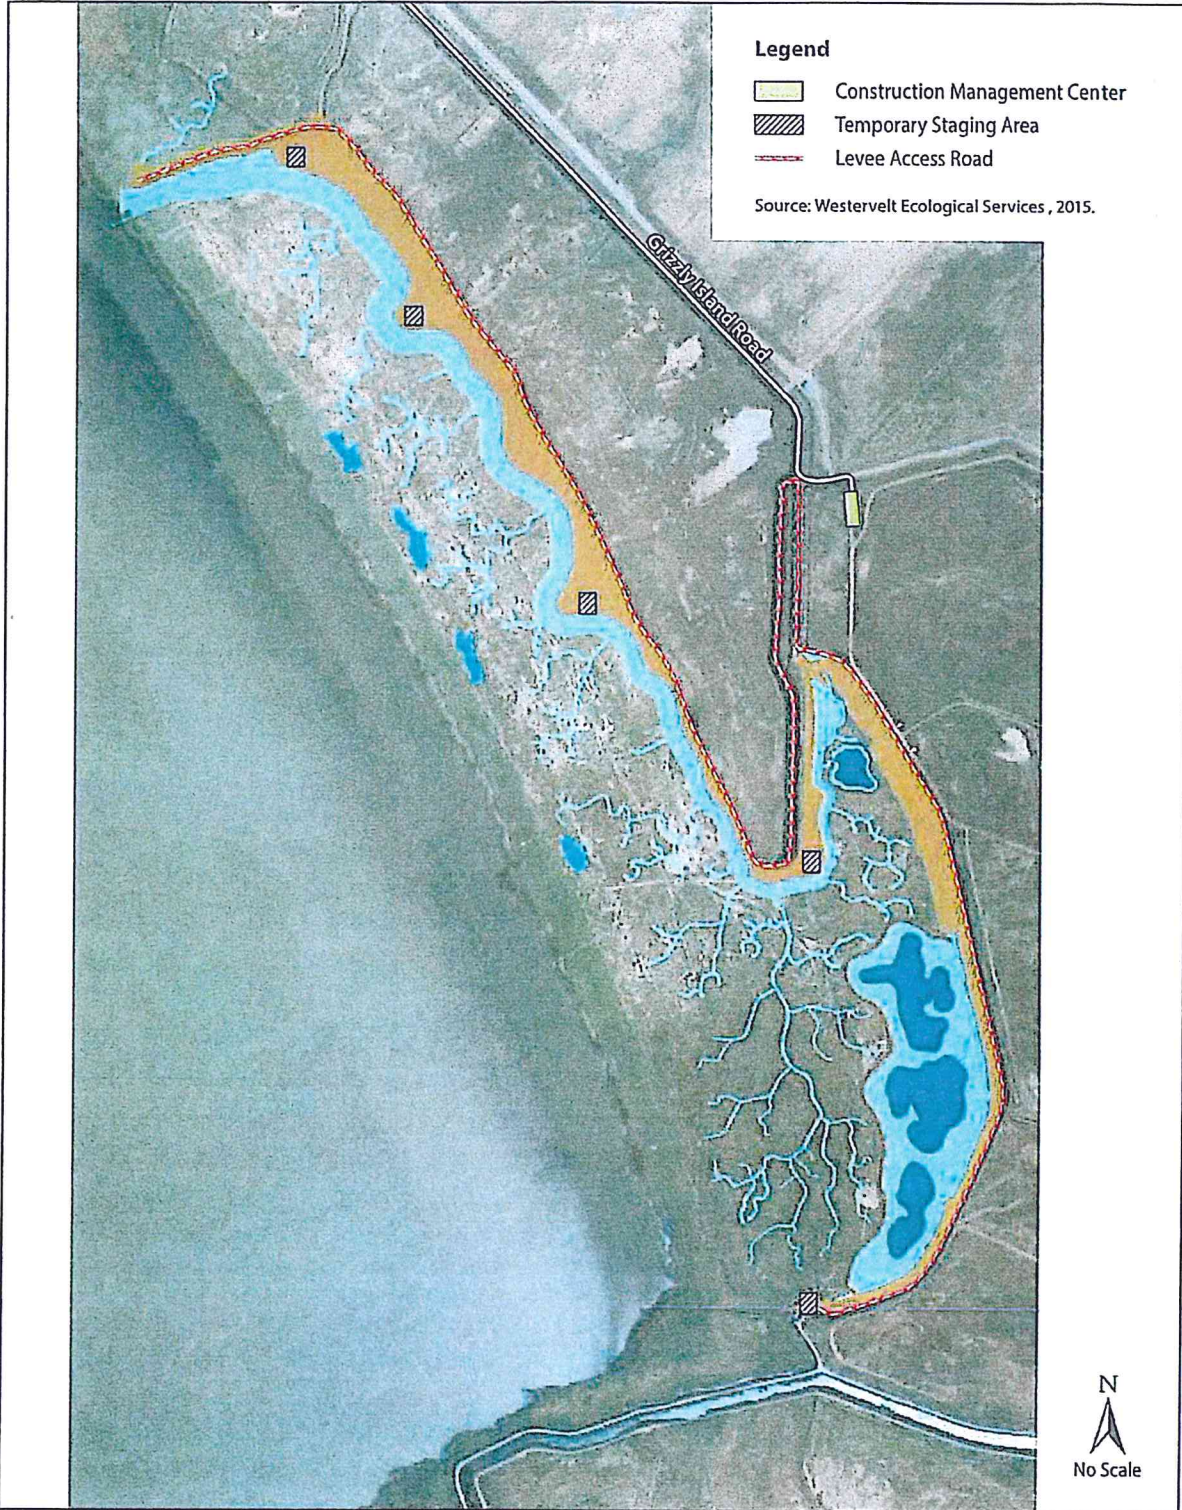 Legend
Construction Management Center
Temporary Staging Area
Levee Access Road
Source: Westervelt Ecological Services, 2015.
Grizzly Island Road
N
No Scale